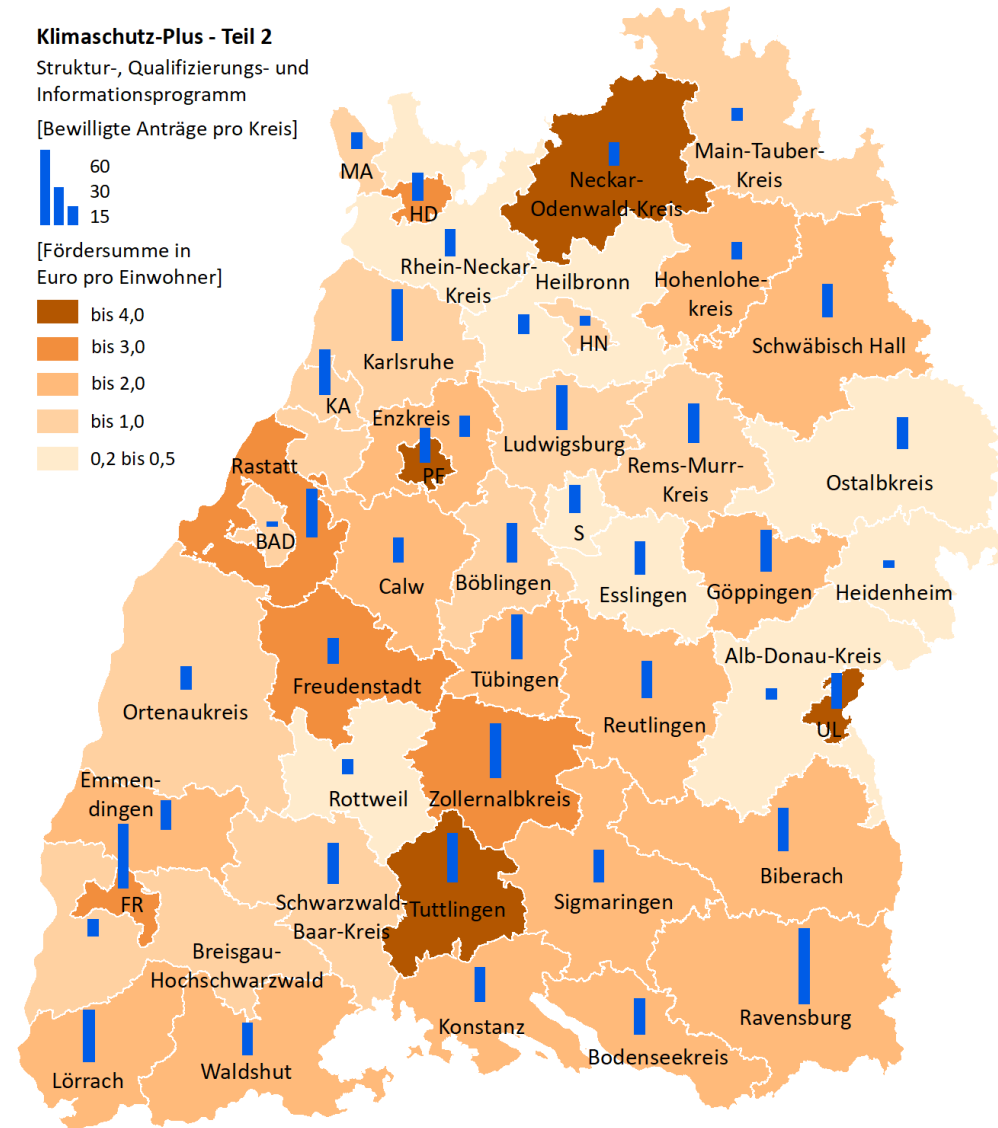 Klimaschutz-Plus - Teil 2
Struktur-, Qualifizierungs- und
Informationsprogramm
[Bewilligte Anträge pro Kreis]
60
30
15
[Fördersumme in
Euro pro Einwohner]
bis 4,0
bis 3,0
bis 2,0
bis 1,0
0,2 bis 0,5
MA
HD
Neckar-
Odenwald-Kreis
Main-Tauber-
Kreis
Rhein-Neckar-
Kreis
Heilbronn
Hohenlohe-
kreis
HN
Schwäbisch Hall
Karlsruhe
KA
Enzkreis
PF
Ludwigsburg
Rems-Murr-
Kreis
Ostalbkreis
Rastatt
BAD
S
Calw
Böblingen
Esslingen
Göppingen
Heidenheim
Freudenstadt
Tübingen
Alb-Donau-Kreis
UL
Ortenaukreis
Reutlingen
Rottweil
Zollernalbkreis
Emmen-
dingen
FR
Schwarzwald-
Baar-Kreis
Tuttlingen
Sigmaringen
Biberach
Breisgau-
Hochschwarzwald
Konstanz
Ravensburg
Bodenseekreis
Lörrach
Waldshut